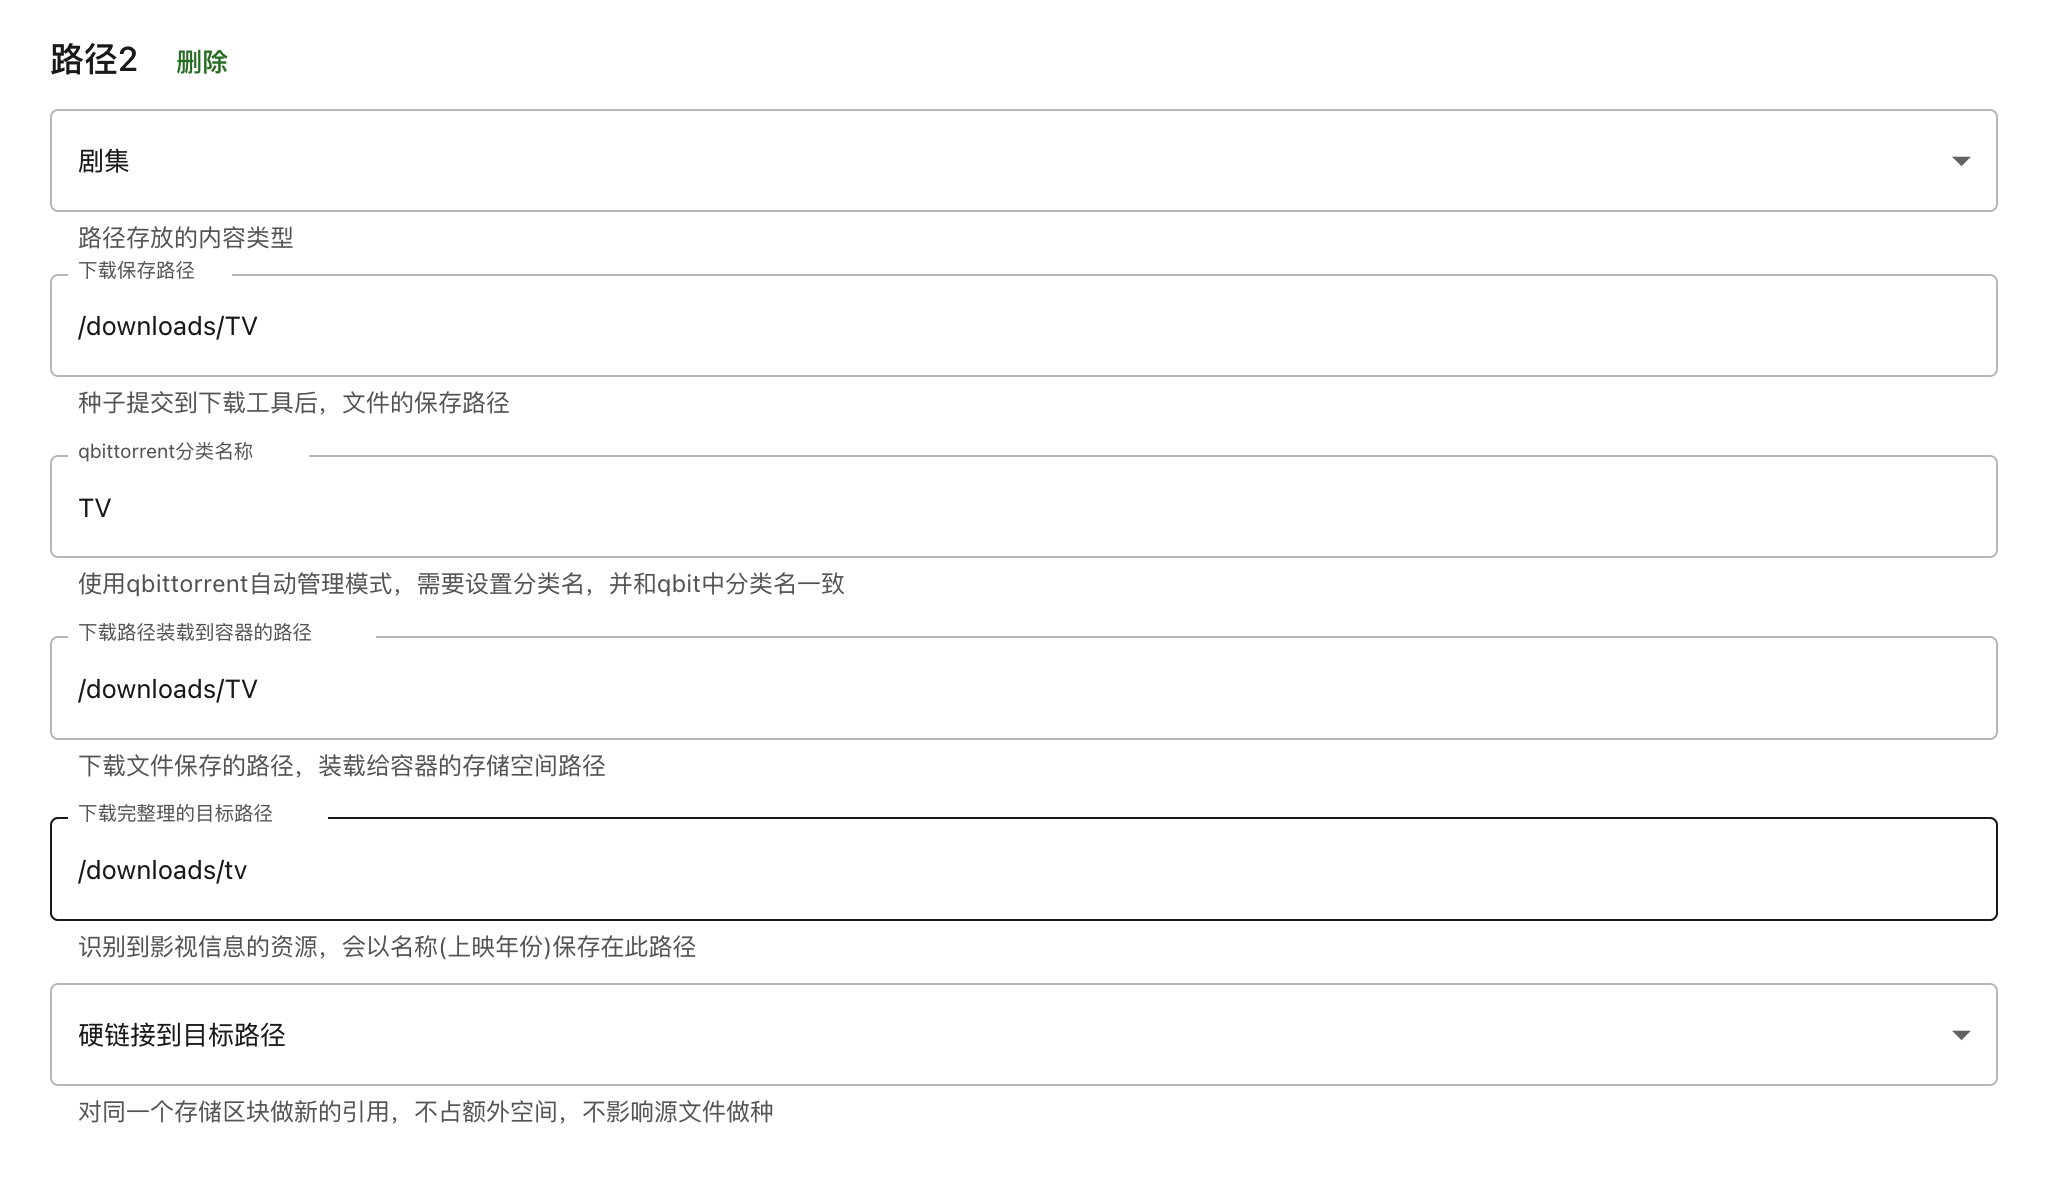 路径2 删除
剧集
路径存放的内容类型
下载保存路径
/downloads/TV
种子提交到下载工具后，文件的保存路径
qbittorrent分类名称
TV
使用qbittorrent自动管理模式，需要设置分类名，并和qbit中分类名一致
下载路径装载到容器的路径
/downloads/TV
下载文件保存的路径，装载给容器的存储空间路径
下载完整理的目标路径
/downloads/tv
识别到影视信息的资源，会以名称(上映年份)保存在此路径
硬链接到目标路径
对同一个存储区块做新的引用，不占额外空间，不影响源文件做种